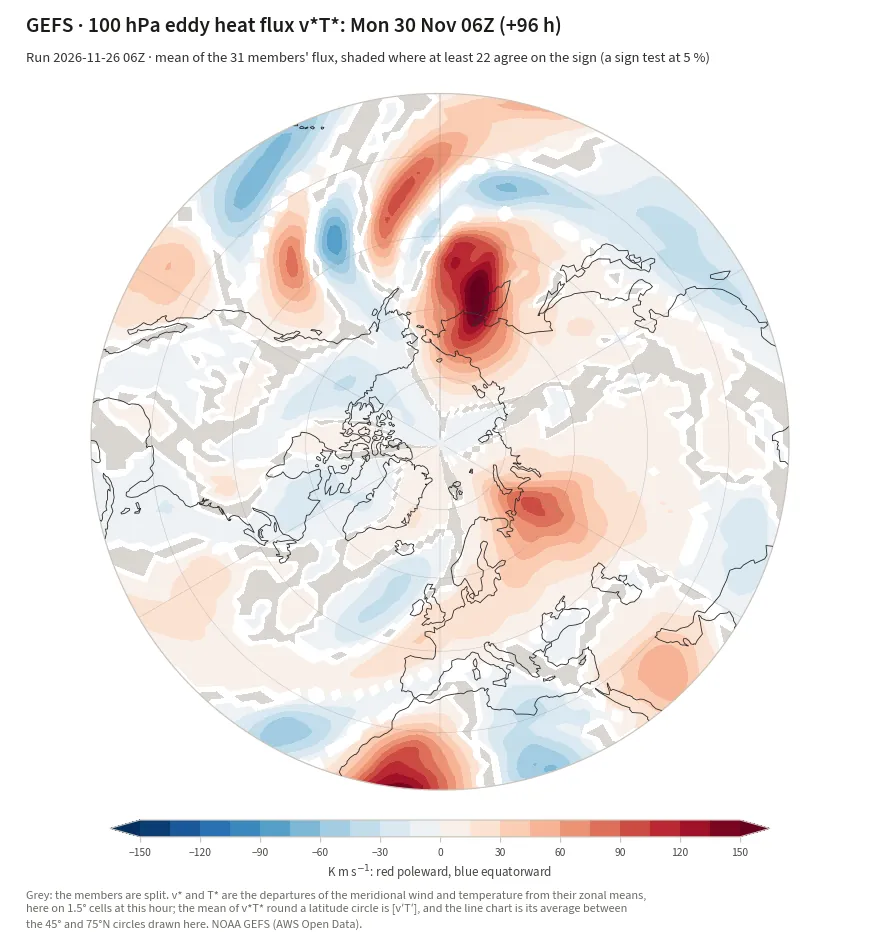 GEFS · 100 hPa eddy heat flux v*T*: Mon 30 Nov 06Z (+96 h)
Run 2026-11-26 06Z · mean of the 31 members' flux, shaded where at least 22 agree on the sign (a sign test at 5 %)
−150 −120 −90 −60 −30 0 30 60 90 120 150
K m s⁻¹: red poleward, blue equatorward
Grey: the members are split. v* and T* are the departures of the meridional wind and temperature from their zonal means,
here on 1.5° cells at this hour; the mean of v*T* round a latitude circle is [v'T'], and the line chart is its average between
the 45° and 75°N circles drawn here. NOAA GEFS (AWS Open Data).